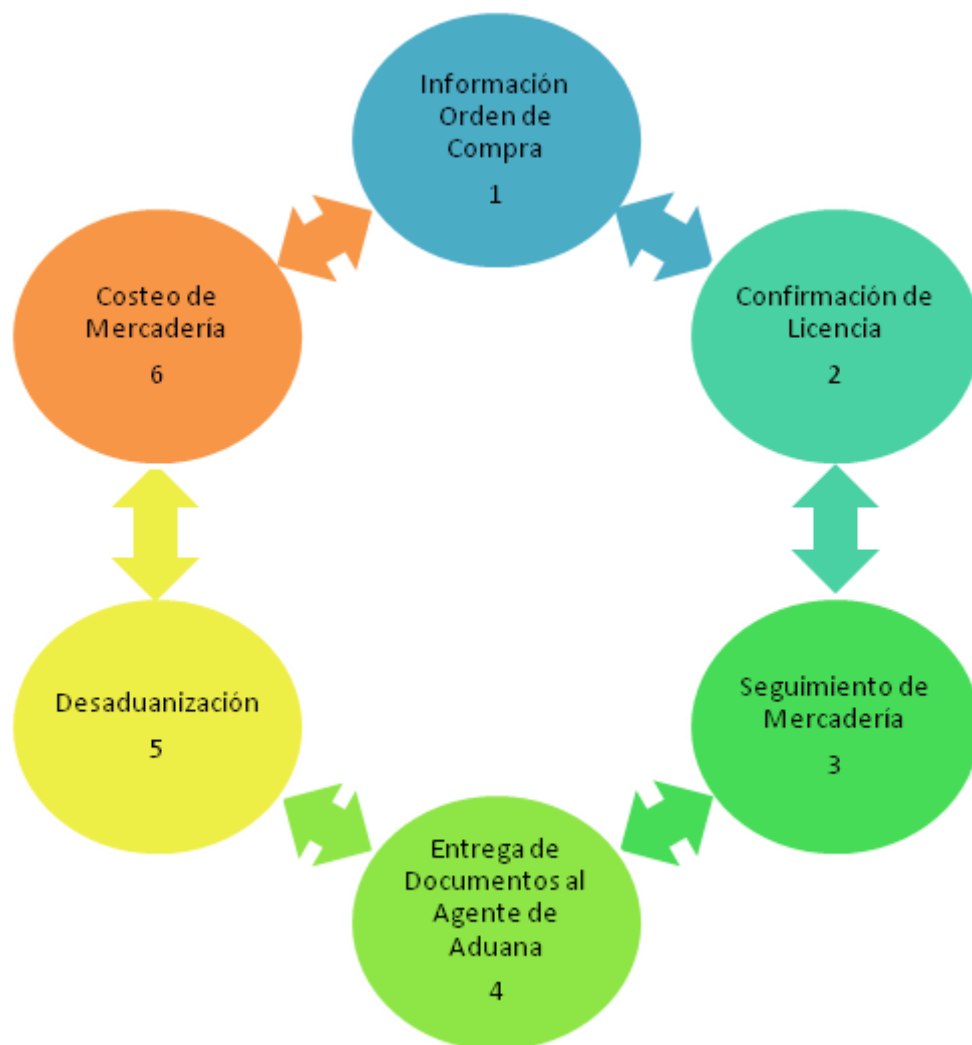 Información
Orden de
Compra
1
Confirmación de
Licencia
2
Seguimiento de
Mercadería
3
Entrega de
Documentos al
Agente de
Aduana
4
Desaduanización
5
Costeo de
Mercadería
6